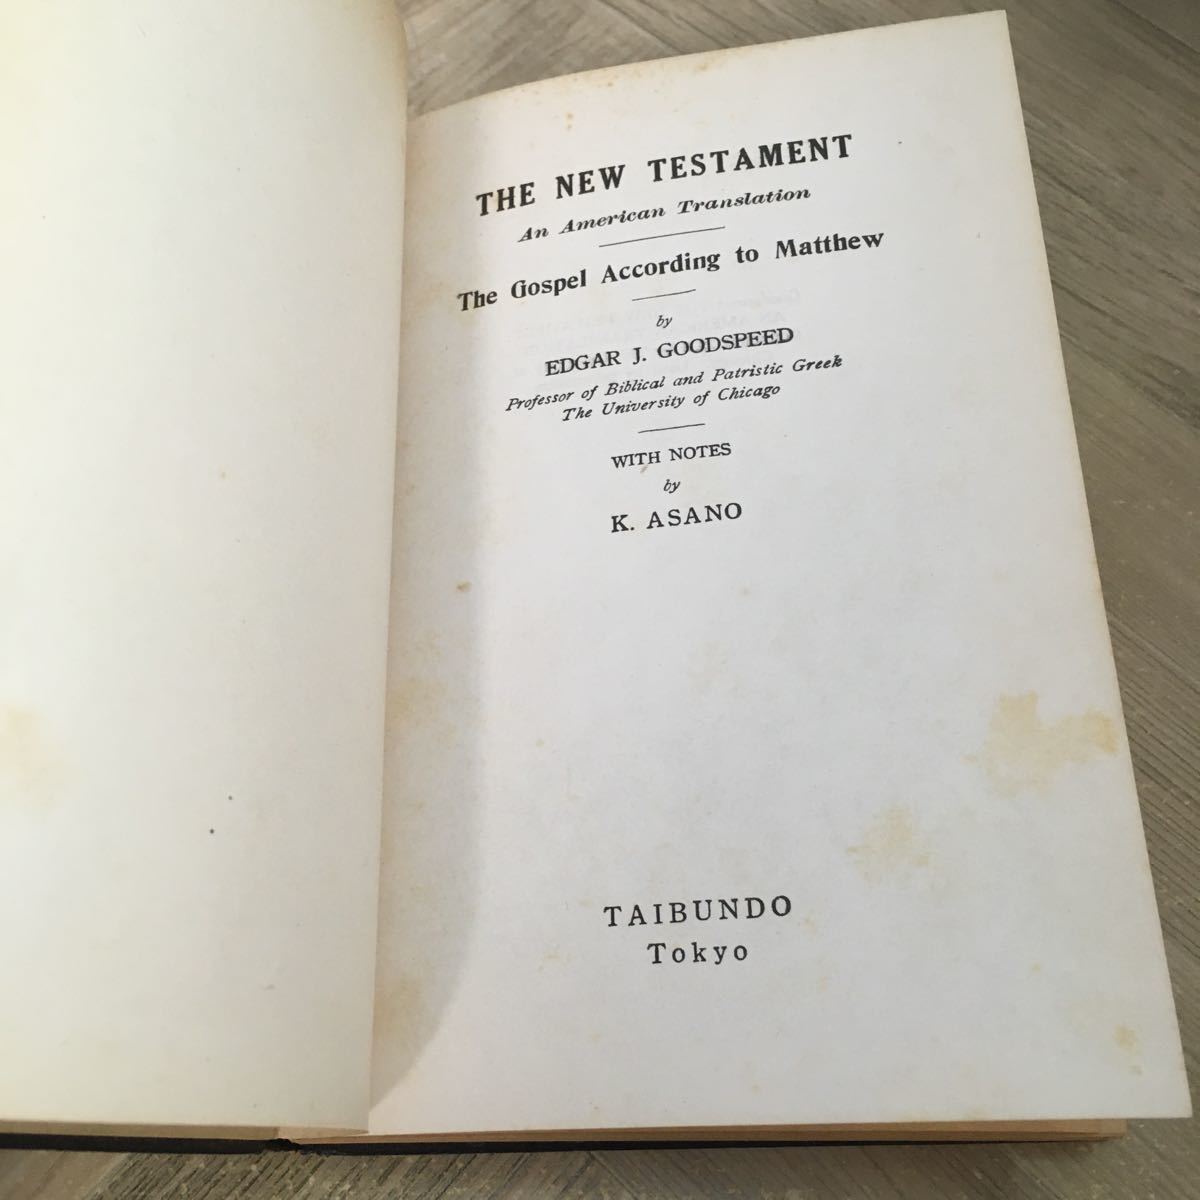 THE NEW TESTAMENT
An American Translation
The Gospel According to Matthew
by
EDGAR J. GOODSPEED
Professor of Biblical and Patristic Greek
The University of Chicago
WITH NOTES
by
K. ASANO
TAIBUNDO
Tokyo